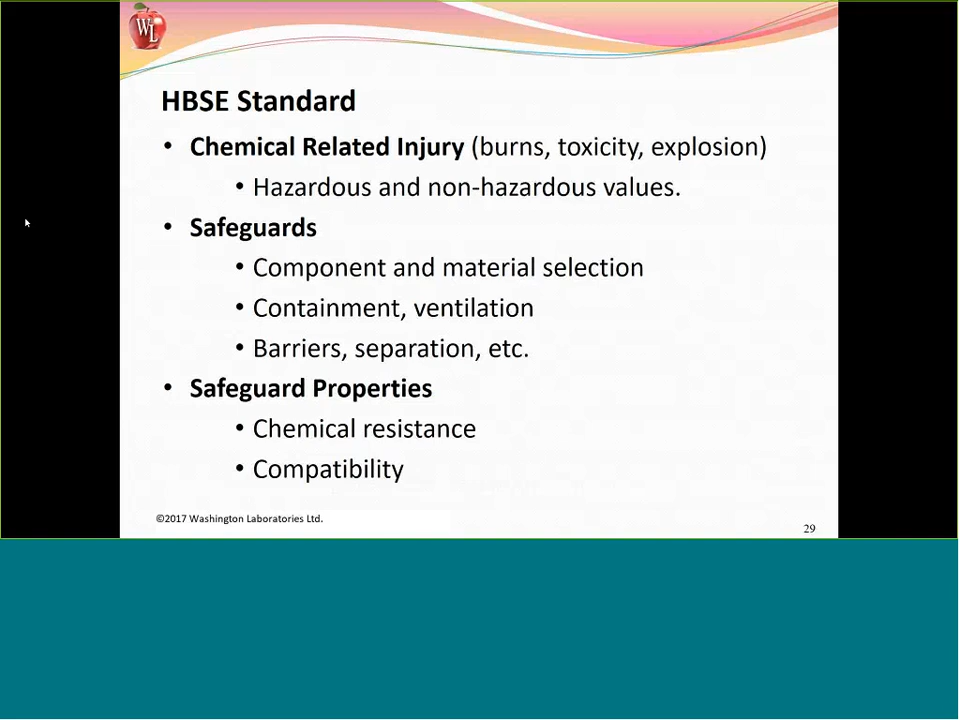 WL
HBSE Standard
• Chemical Related Injury (burns, toxicity, explosion)
• Hazardous and non-hazardous values.
• Safeguards
• Component and material selection
• Containment, ventilation
• Barriers, separation, etc.
• Safeguard Properties
• Chemical resistance
• Compatibility
©2017 Washington Laboratories Ltd.
29